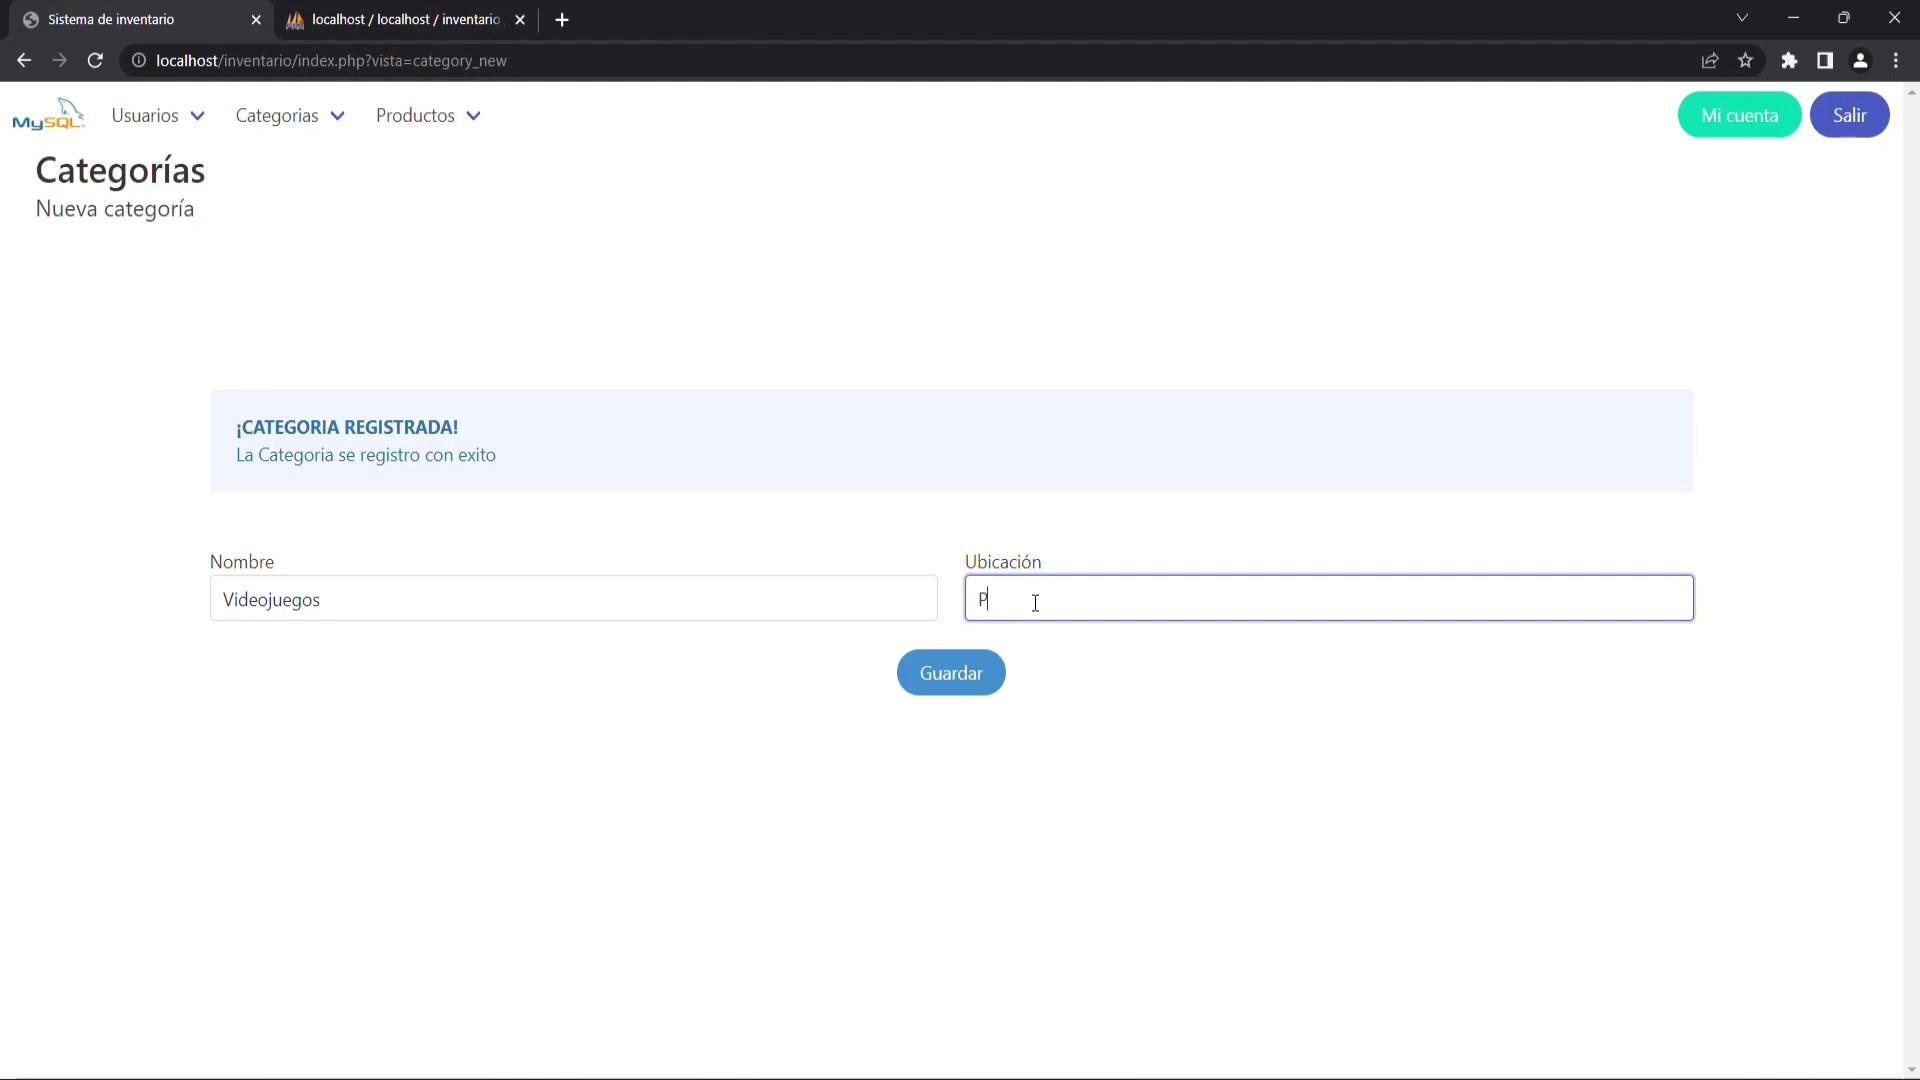 Sistema de inventario
localhost / localhost / inventario
localhost/inventario/index.php?vista=category_new
MySQL
Usuarios
Categorias
Productos
Mi cuenta
Salir
Categorías
Nueva categoría
¡CATEGORIA REGISTRADA!
La Categoria se registro con exito
Nombre
Ubicación
Videojuegos
P
Guardar